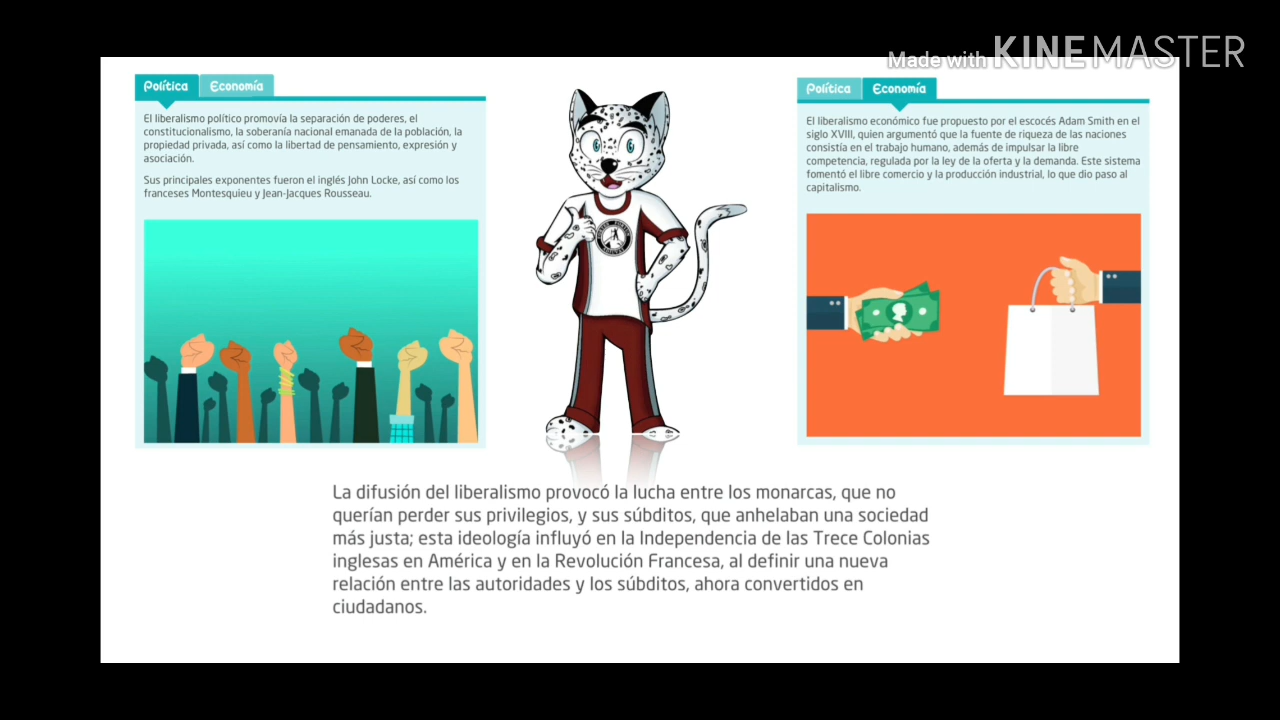 Made with KINEMASTER
Política Economía
El liberalismo político promovía la separación de poderes, el
constitucionalismo, la soberanía nacional emanada de la población, la
propiedad privada, así como la libertad de pensamiento, expresión y
asociación.
Sus principales exponentes fueron el inglés John Locke, así como los
franceses Montesquieu y Jean-Jacques Rousseau.
Política Economía
El liberalismo económico fue propuesto por el escocés Adam Smith en el
siglo XVIII, quien argumentó que la fuente de riqueza de las naciones
consistía en el trabajo humano, además de impulsar la libre
competencia, regulada por la ley de la oferta y la demanda. Este sistema
fomentó el libre comercio y la producción industrial, lo que dio paso al
capitalismo.
La difusión del liberalismo provocó la lucha entre los monarcas, que no
querían perder sus privilegios, y sus súbditos, que anhelaban una sociedad
más justa; esta ideología influyó en la Independencia de las Trece Colonias
inglesas en América y en la Revolución Francesa, al definir una nueva
relación entre las autoridades y los súbditos, ahora convertidos en
ciudadanos.